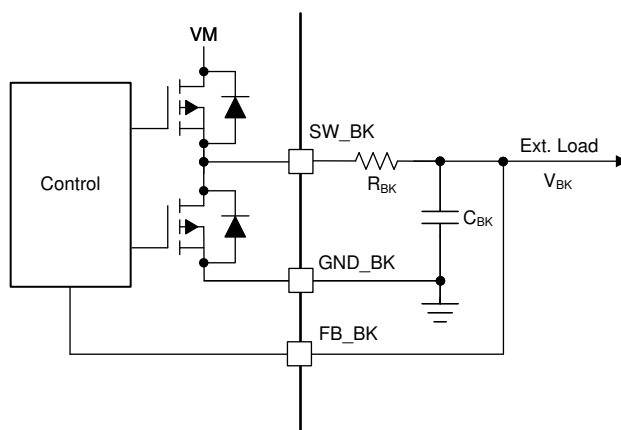 VM
SW_BK
Ext. Load
Control
R_BK
V_BK
C_BK
GND_BK
FB_BK